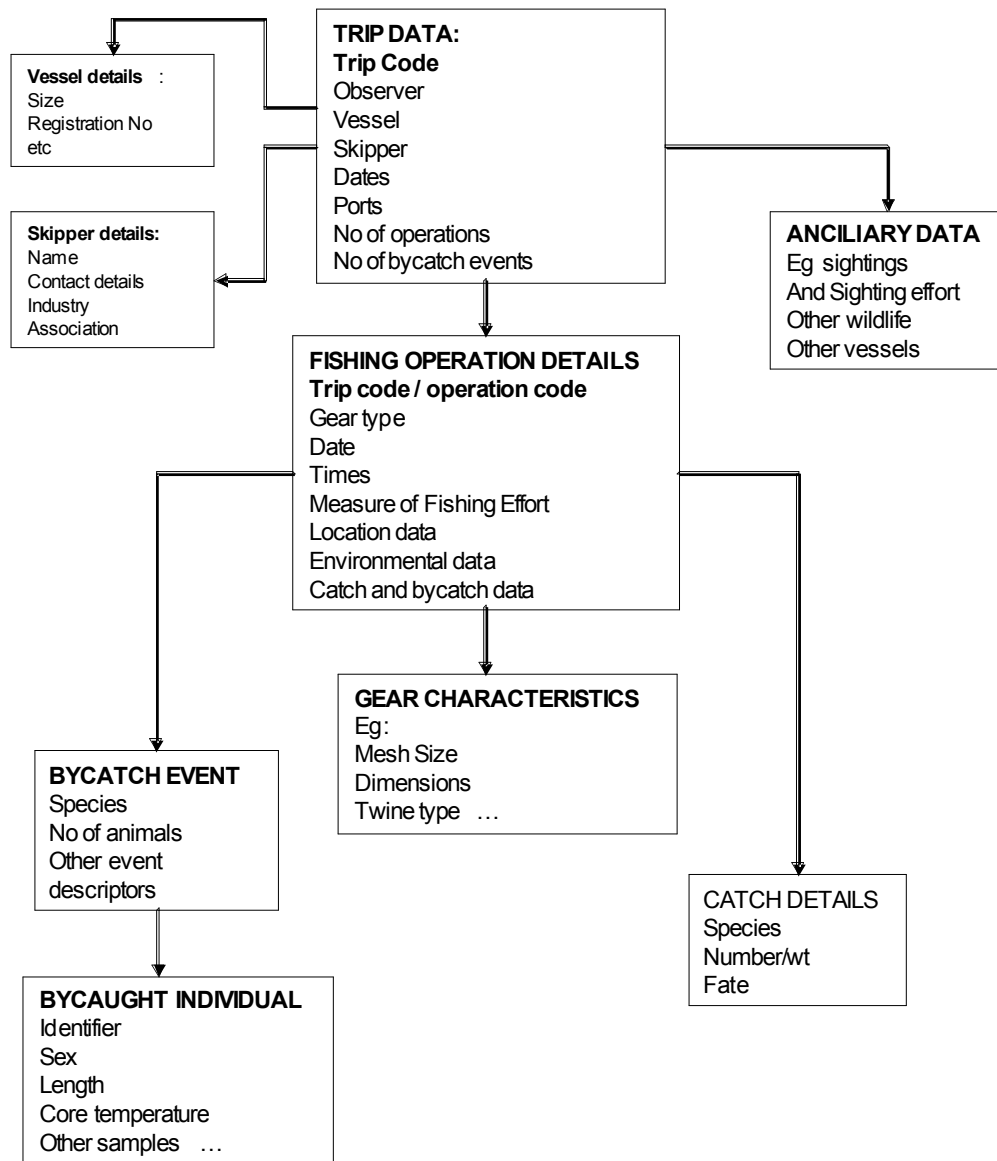 TRIP DATA:
Trip Code
Observer
Vessel
Skipper
Dates
Ports
No of operations
No of bycatch events
Vessel details :
Size
Registration No
etc
Skipper details:
Name
Contact details
Industry
Association
ANCILIARY DATA
Eg sightings
And Sighting effort
Other wildlife
Other vessels
FISHING OPERATION DETAILS
Trip code / operation code
Gear type
Date
Times
Measure of Fishing Effort
Location data
Environmental data
Catch and bycatch data
GEAR CHARACTERISTICS
Eg:
Mesh Size
Dimensions
Twine type …
BYCATCH EVENT
Species
No of animals
Other event
descriptors
CATCH DETAILS
Species
Number/wt
Fate
BYCAUGHT INDIVIDUAL
Identifier
Sex
Length
Core temperature
Other samples …